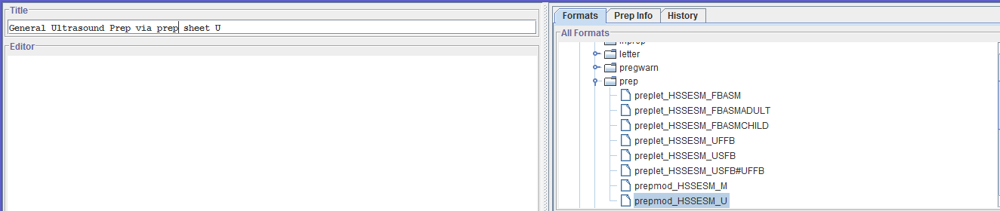 Title
General Ultrasound Prep via prep sheet U
Editor
Formats
Prep Info
History
All Formats
letter
pregwarn
prep
preplet_HSSESM_FBASM
preplet_HSSESM_FBASMADULT
preplet_HSSESM_FBASMCHILD
preplet_HSSESM_UFFB
preplet_HSSESM_USFB
preplet_HSSESM_USFB#UFFB
prepmod_HSSESM_M
prepmod_HSSESM_U